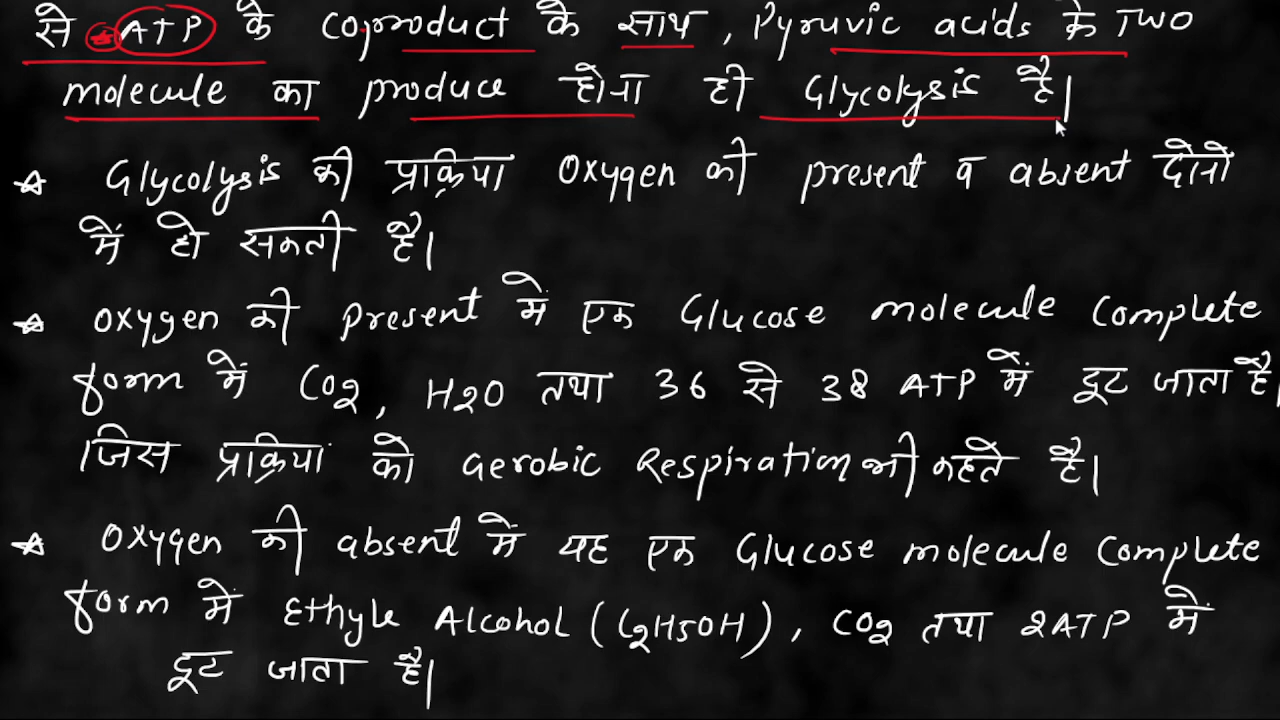 से ATP के coproduct के साथ, Pyruvic acids के Two
molecule का produce होना ही Glycolysis है।
☆ Glycolysis की प्रक्रिया Oxygen की present व absent दोनो
में हो सकती है।
☆ Oxygen की present में एक Glucose molecule Complete
form में CO2, H2O तथा 36 से 38 ATP में टूट जाता है।
जिस प्रक्रिया को aerobic Respiration भी कहते है।
☆ Oxygen की absent में यह एक Glucose molecule Complete
form में Ethyle Alcohol (C2H5OH), CO2 तथा 2ATP में
टूट जाता है।